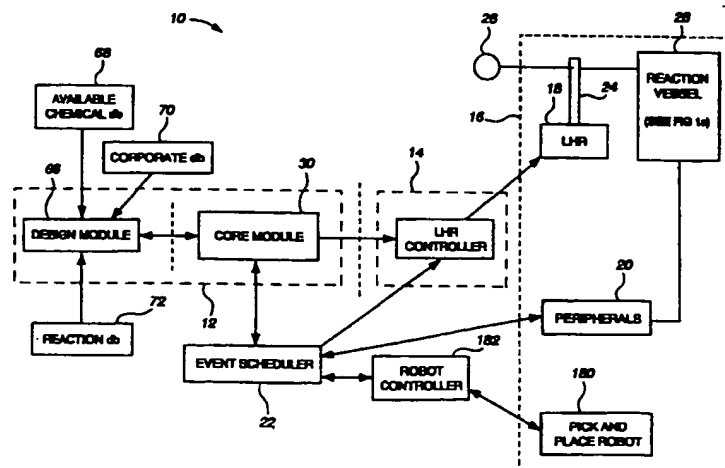 10
68
AVAILABLE
CHEMICAL db
70
CORPORATE db
66
DESIGN MODULE
30
CORE MODULE
12
REACTION db
72
14
LHR
CONTROLLER
EVENT SCHEDULER
22
182
ROBOT
CONTROLLER
26
16
18
LHR
24
28
REACTION
VESSEL
(SEE FIG 1a)
20
PERIPHERALS
180
PICK AND
PLACE ROBOT